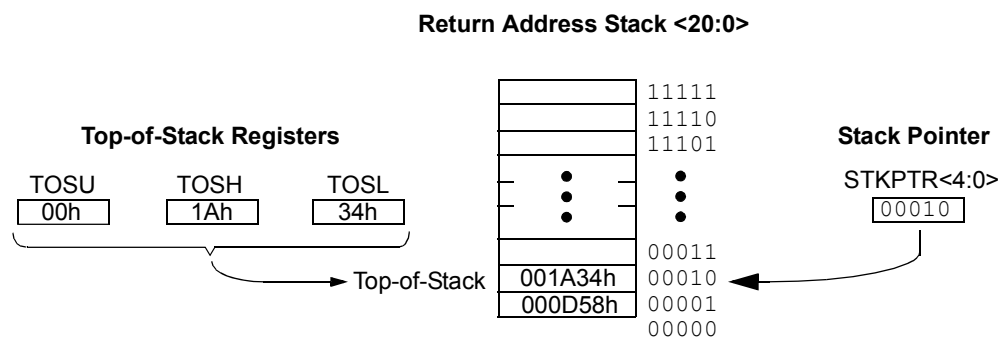 Return Address Stack <20:0>
11111
11110
Top-of-Stack Registers
11101
Stack Pointer
TOSU TOSH TOSL
STKPTR<4:0>
00h 1Ah 34h
00010
00011
Top-of-Stack 001A34h 00010
000D58h 00001
00000